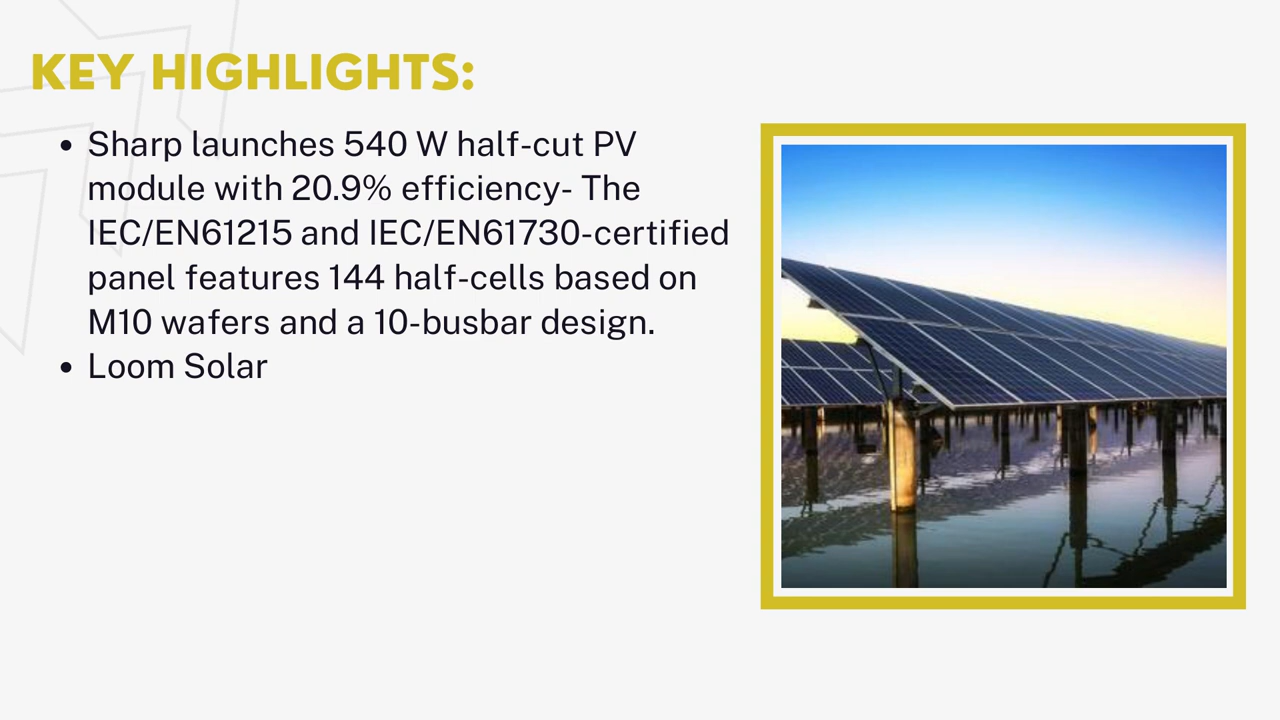 KEY HIGHLIGHTS:
• Sharp launches 540 W half-cut PV
module with 20.9% efficiency- The
IEC/EN61215 and IEC/EN61730-certified
panel features 144 half-cells based on
M10 wafers and a 10-busbar design.
• Loom Solar